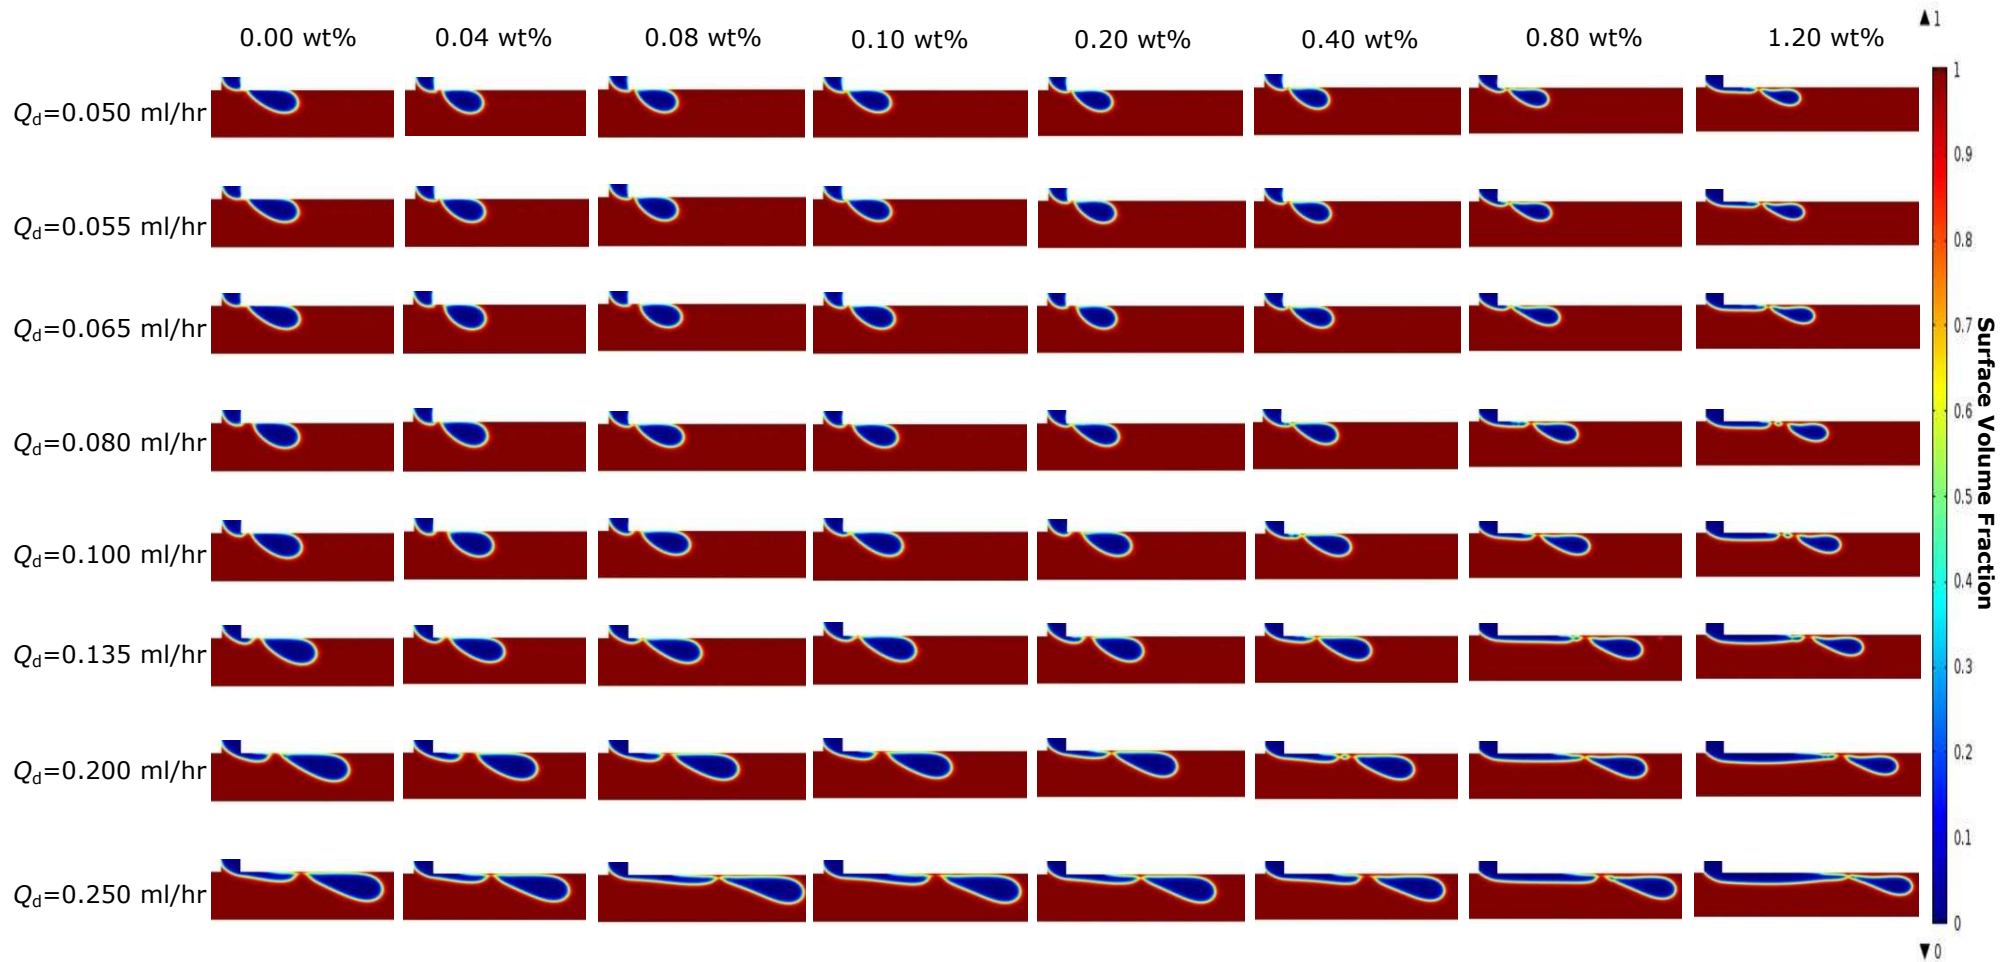 0.00 wt% 0.04 wt% 0.08 wt% 0.10 wt% 0.20 wt% 0.40 wt% 0.80 wt% 1.20 wt%
▲ 1
1
Qd=0.050 ml/hr
0.9
Qd=0.055 ml/hr
0.8
Qd=0.065 ml/hr
0.7
Surface Volume Fraction
0.6
Qd=0.080 ml/hr
0.5
Qd=0.100 ml/hr
0.4
Qd=0.135 ml/hr
0.3
0.2
Qd=0.200 ml/hr
0.1
Qd=0.250 ml/hr
0
▼ 0